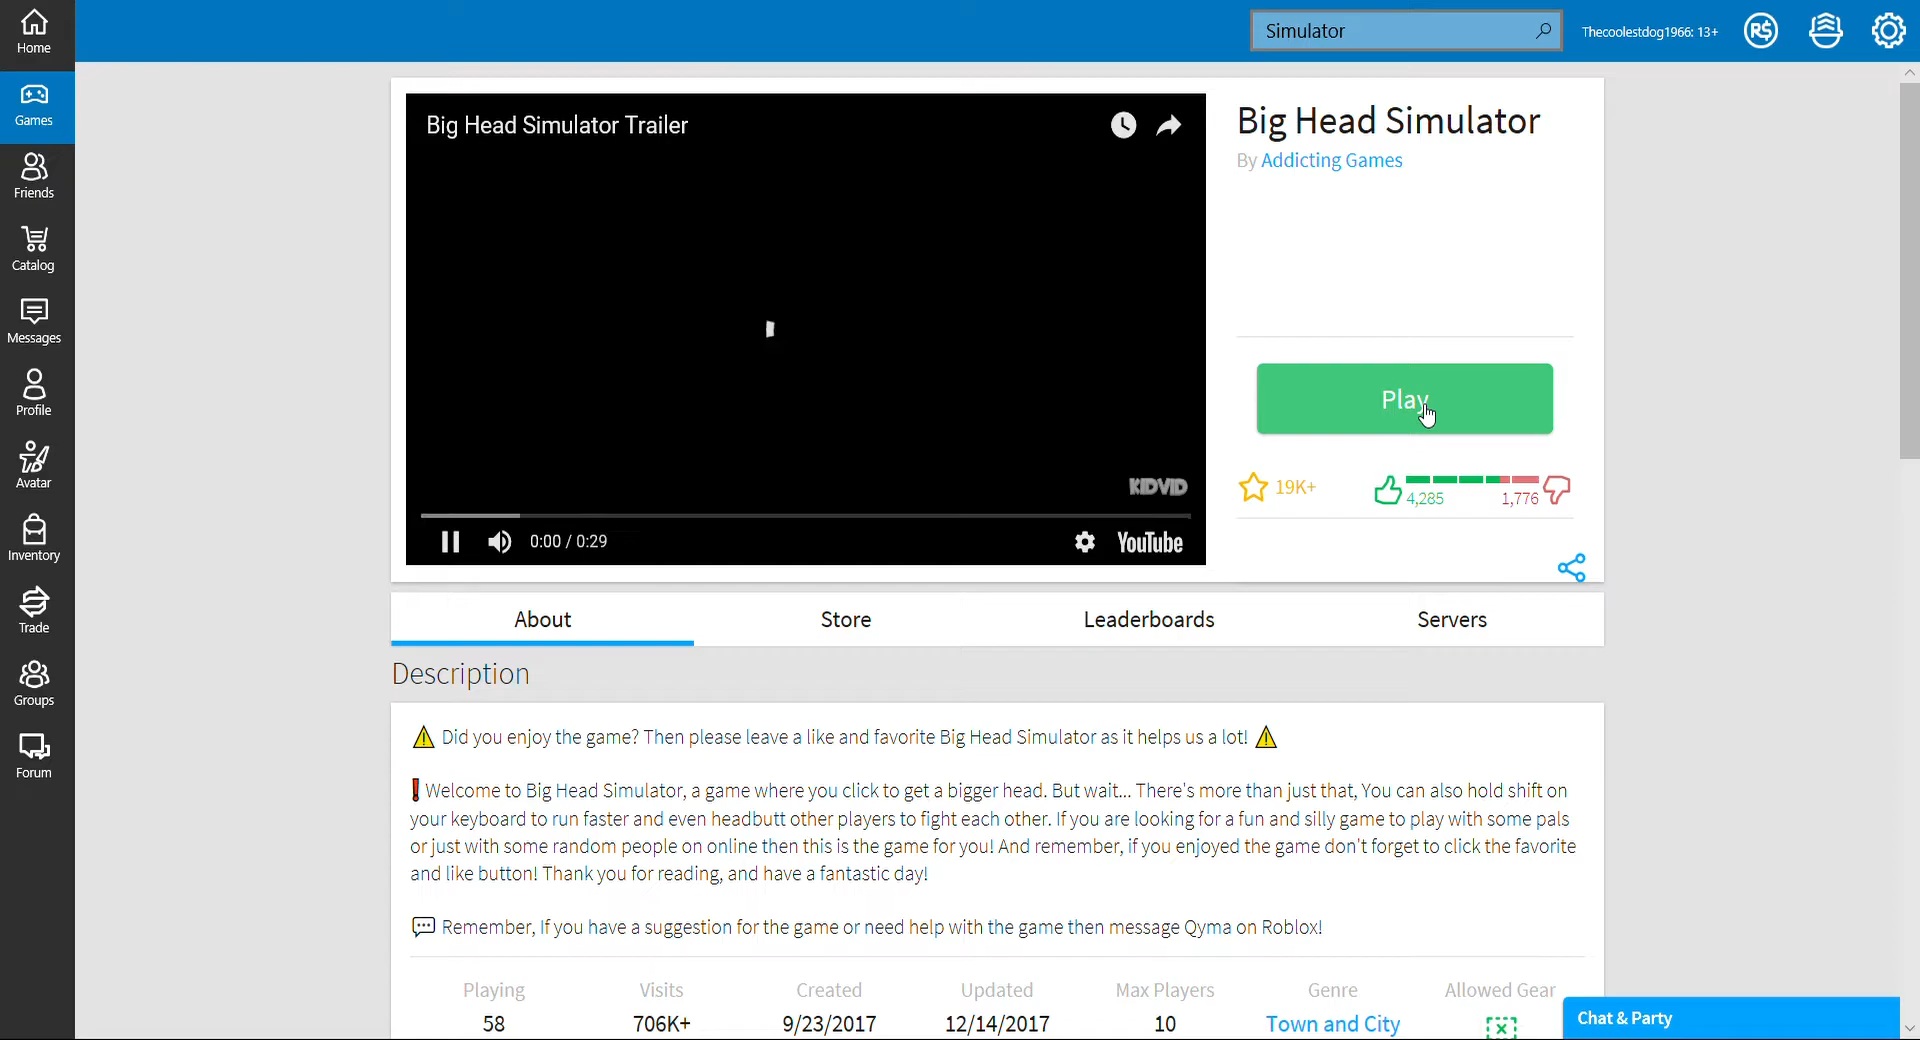 Home
Games
Friends
Catalog
Messages
Profile
Avatar
Inventory
Trade
Groups
Forum
Simulator
Thecoolestdog1966: 13+
R$
Big Head Simulator Trailer
KIDVID
0:00 / 0:29
YouTube
Big Head Simulator
By Addicting Games
Play
19K+
4,285
1,776
About
Store
Leaderboards
Servers
Description
⚠ Did you enjoy the game? Then please leave a like and favorite Big Head Simulator as it helps us a lot! ⚠
❗Welcome to Big Head Simulator, a game where you click to get a bigger head. But wait... There's more than just that, You can also hold shift on
your keyboard to run faster and even headbutt other players to fight each other. If you are looking for a fun and silly game to play with some pals
or just with some random people on online then this is the game for you! And remember, if you enjoyed the game don't forget to click the favorite
and like button! Thank you for reading, and have a fantastic day!
💬 Remember, If you have a suggestion for the game or need help with the game then message Qyma on Roblox!
Playing
58
Visits
706K+
Created
9/23/2017
Updated
12/14/2017
Max Players
10
Genre
Town and City
Allowed Gear
Chat & Party